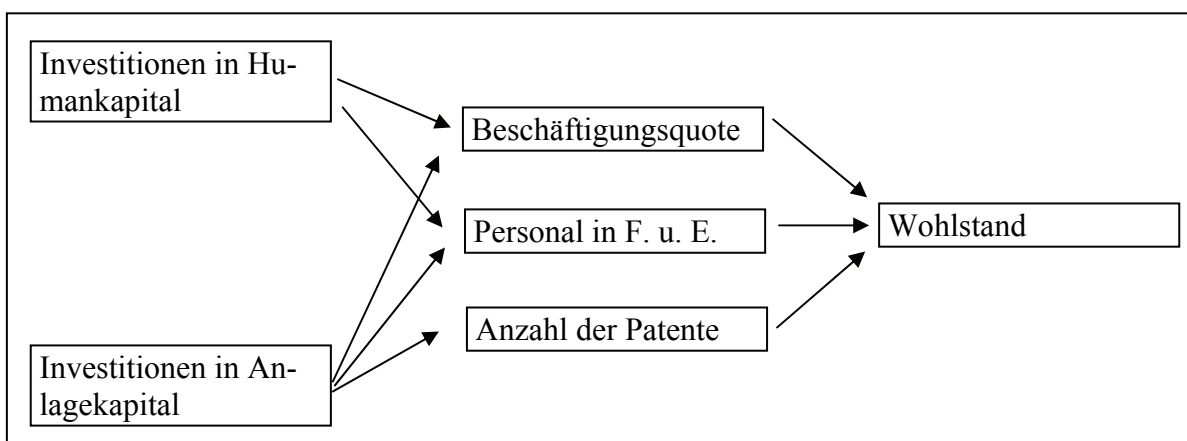 Investitionen in Hu-
mankapital
Beschäftigungsquote
Personal in F. u. E.
Wohlstand
Anzahl der Patente
Investitionen in An-
lagekapital